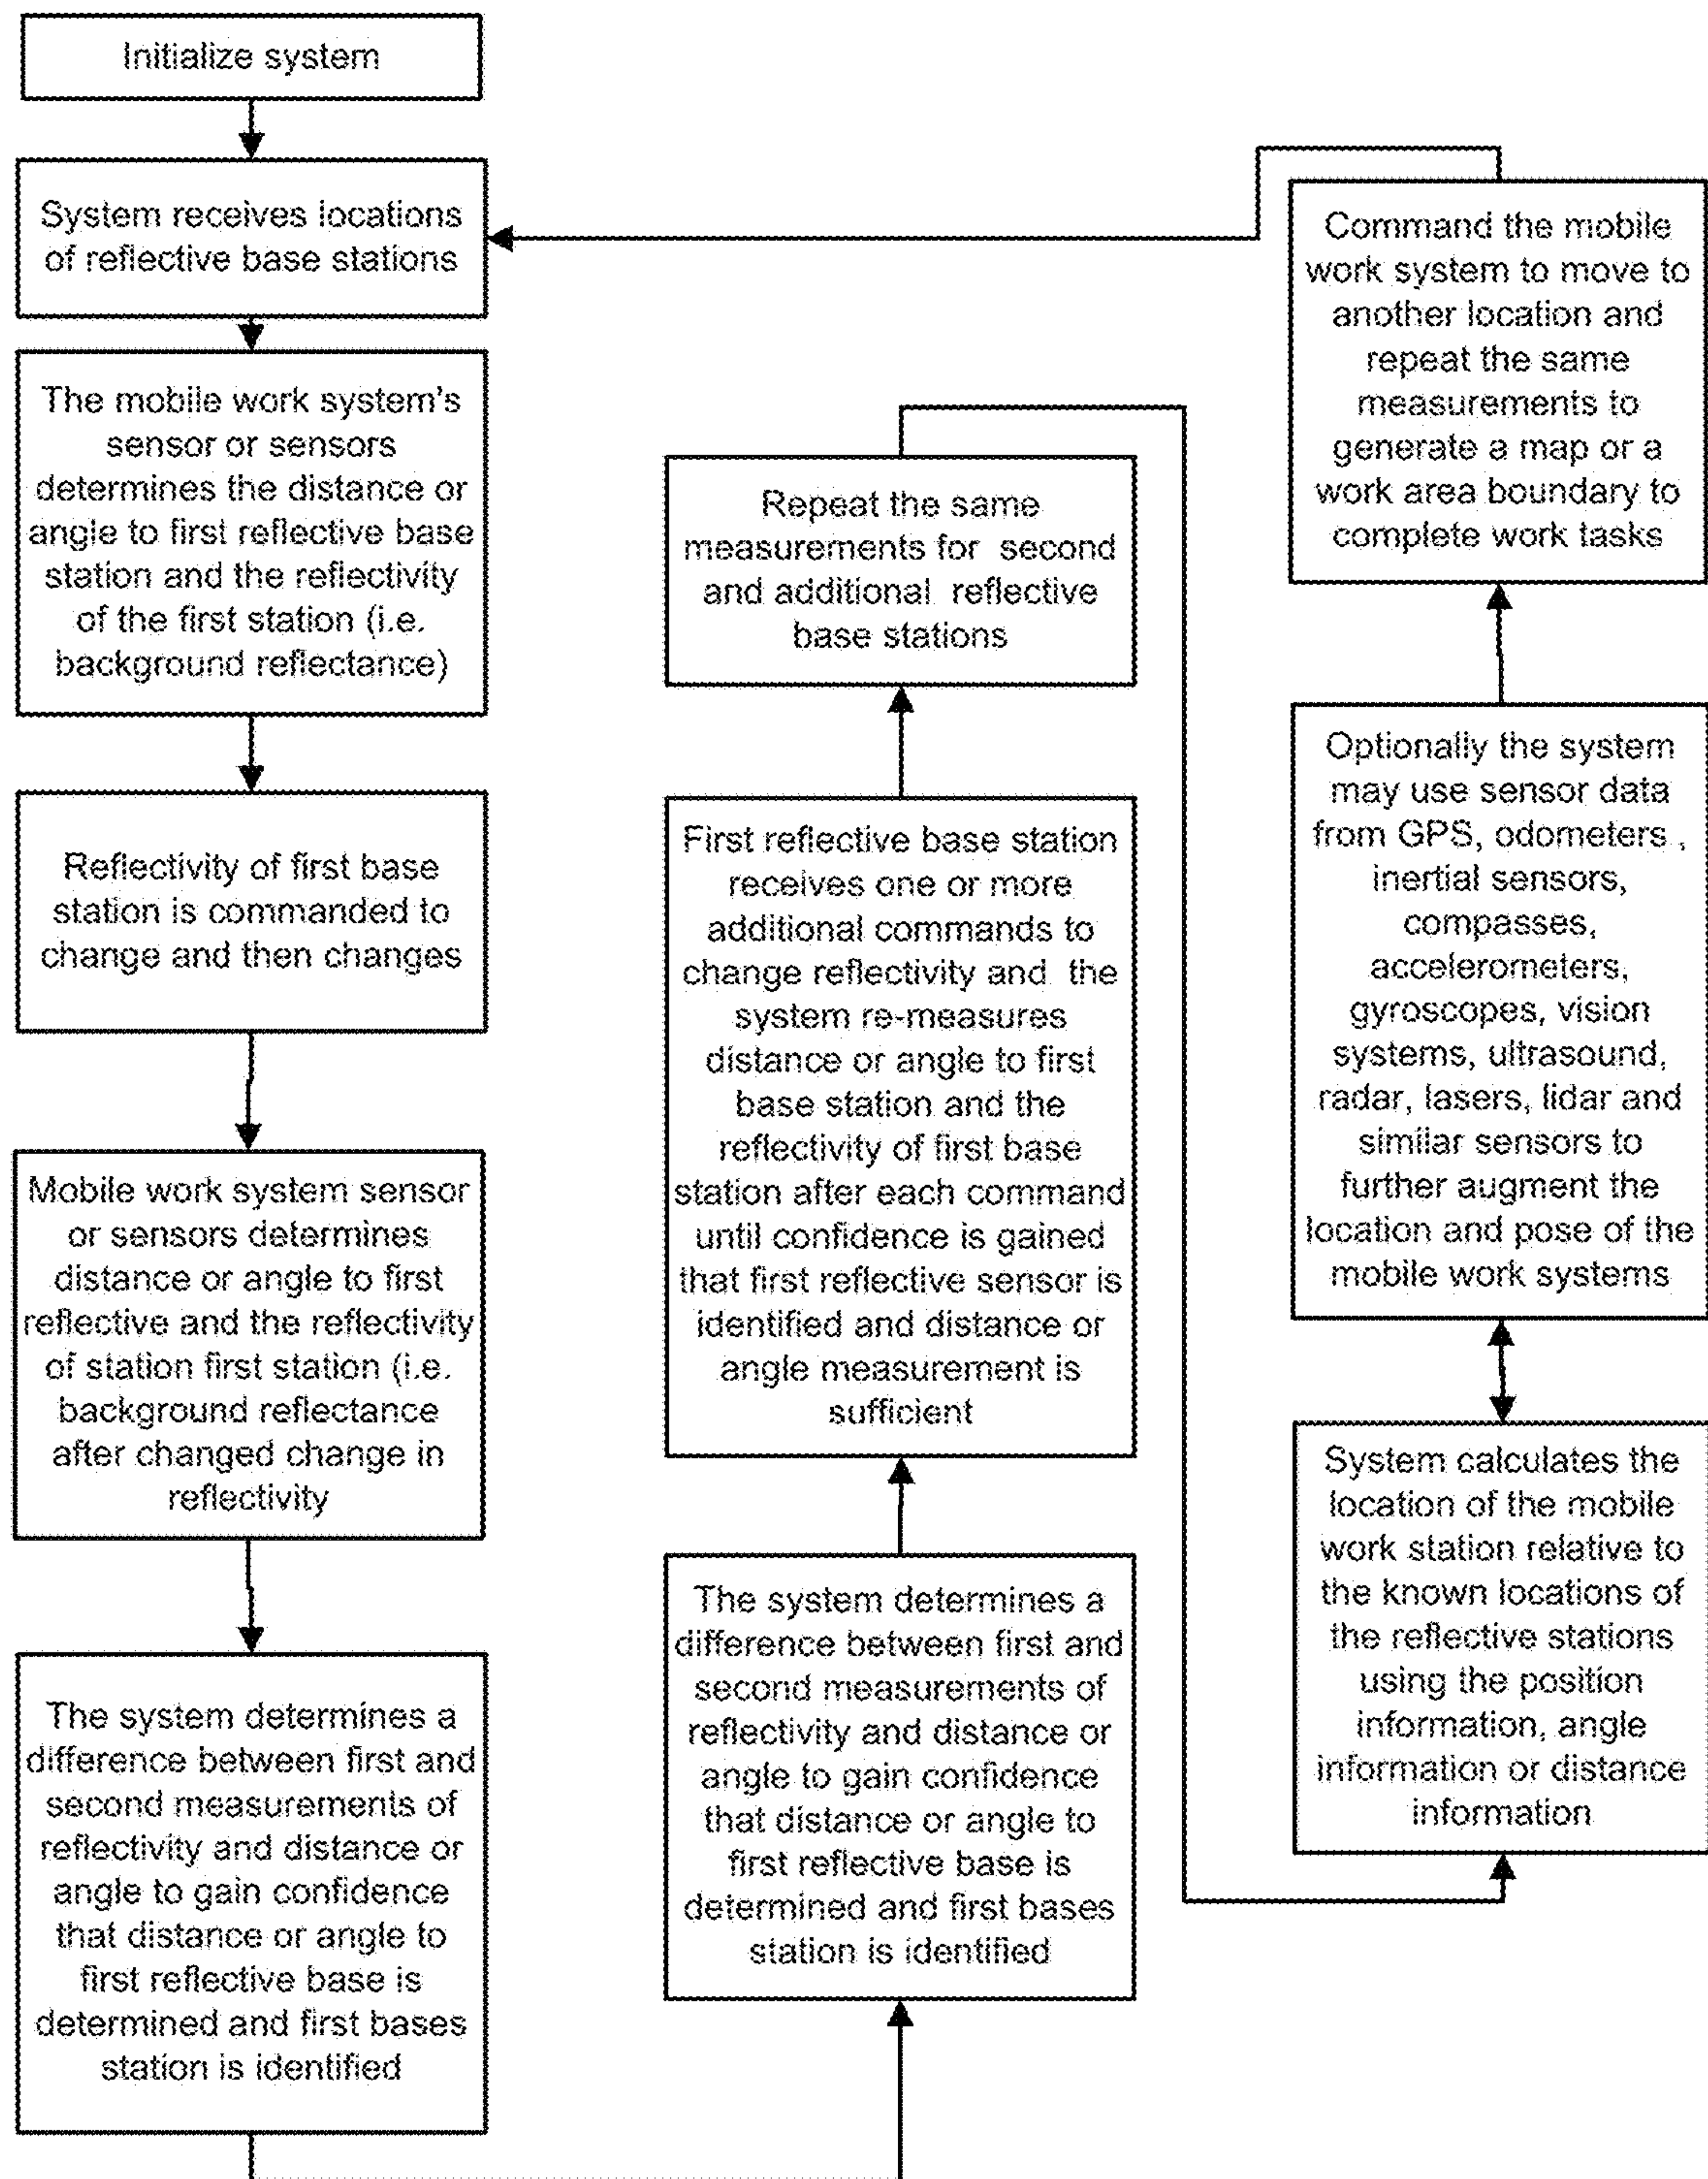 Initialize system
System receives locations
of reflective base stations
The mobile work system's
sensor or sensors
determines the distance or
angle to first reflective base
station and the reflectivity
of the first station (i.e.
background reflectance)
Reflectivity of first base
station is commanded to
change and then changes
Mobile work system sensor
or sensors determines
distance or angle to first
reflective and the reflectivity
of station first station (i.e.
background reflectance
after changed change in
reflectivity
The system determines a
difference between first and
second measurements of
reflectivity and distance or
angle to gain confidence
that distance or angle to
first reflective base is
determined and first bases
station is identified
The system determines a
difference between first and
second measurements of
reflectivity and distance or
angle to gain confidence
that distance or angle to
first reflective base is
determined and first bases
station is identified
First reflective base station
receives one or more
additional commands to
change reflectivity and the
system re-measures
distance or angle to first
base station and the
reflectivity of first base
station after each command
until confidence is gained
that first reflective sensor is
identified and distance or
angle measurement is
sufficient
Repeat the same
measurements for second
and additional reflective
base stations
System calculates the
location of the mobile
work station relative to
the known locations of
the reflective stations
using the position
information, angle
information or distance
information
Optionally the system
may use sensor data
from GPS, odometers ,
inertial sensors,
compasses,
accelerometers,
gyroscopes, vision
systems, ultrasound,
radar, lasers, lidar and
similar sensors to
further augment the
location and pose of the
mobile work systems
Command the mobile
work system to move to
another location and
repeat the same
measurements to
generate a map or a
work area boundary to
complete work tasks